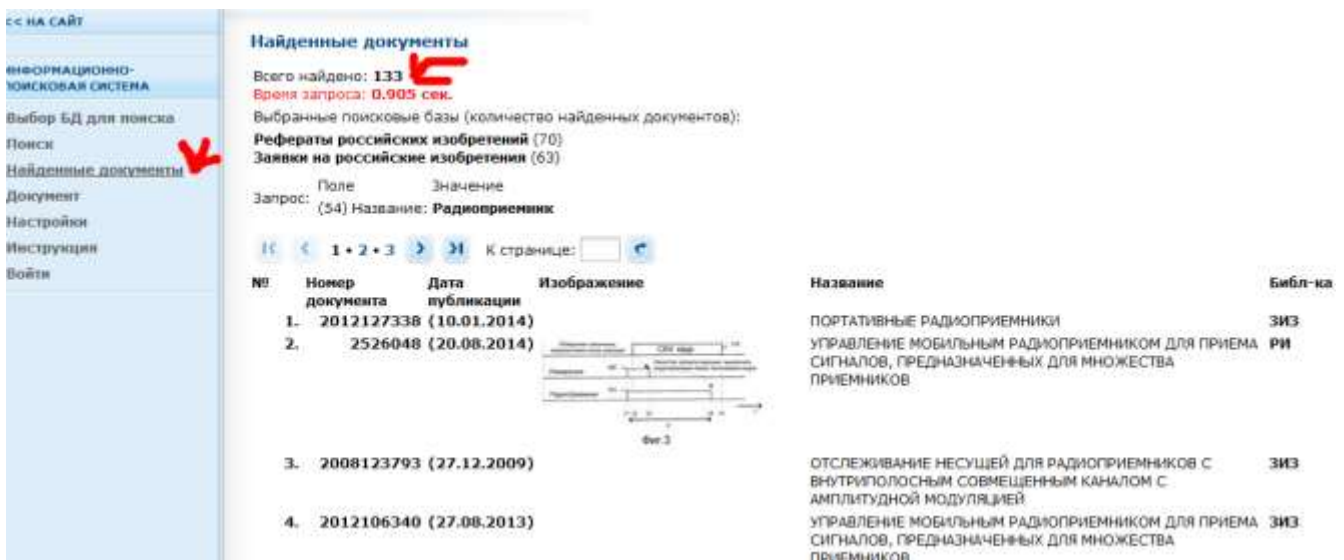 << НА САЙТ
ИНФОРМАЦИОННО-
ПОИСКОВАЯ СИСТЕМА
Выбор БД для поиска
Поиск
Найденные документы
Документ
Настройки
Инструкция
Войти
Найденные документы
Всего найдено: 133
Время запроса: 0.905 сек.
Выбранные поисковые базы (количество найденных документов):
Рефераты российских изобретений (70)
Заявки на российские изобретения (63)
Поле Значение
Запрос:
(54) Название: Радиоприемник
1 • 2 • 3 К странице:
№ Номер документа Дата публикации Изображение Название Библ-ка
1. 2012127338 (10.01.2014) ПОРТАТИВНЫЕ РАДИОПРИЕМНИКИ ЗИЗ
2. 2526048 (20.08.2014) УПРАВЛЕНИЕ МОБИЛЬНЫМ РАДИОПРИЕМНИКОМ ДЛЯ ПРИЕМА РИ
СИГНАЛОВ, ПРЕДНАЗНАЧЕННЫХ ДЛЯ МНОЖЕСТВА
ПРИЕМНИКОВ
Фиг.3
3. 2008123793 (27.12.2009) ОТСЛЕЖИВАНИЕ НЕСУЩЕЙ ДЛЯ РАДИОПРИЕМНИКОВ С ЗИЗ
ВНУТРИПОЛОСНЫМ СОВМЕЩЕННЫМ КАНАЛОМ С
АМПЛИТУДНОЙ МОДУЛЯЦИЕЙ
4. 2012106340 (27.08.2013) УПРАВЛЕНИЕ МОБИЛЬНЫМ РАДИОПРИЕМНИКОМ ДЛЯ ПРИЕМА ЗИЗ
СИГНАЛОВ, ПРЕДНАЗНАЧЕННЫХ ДЛЯ МНОЖЕСТВА
ПРИЕМНИКОВ